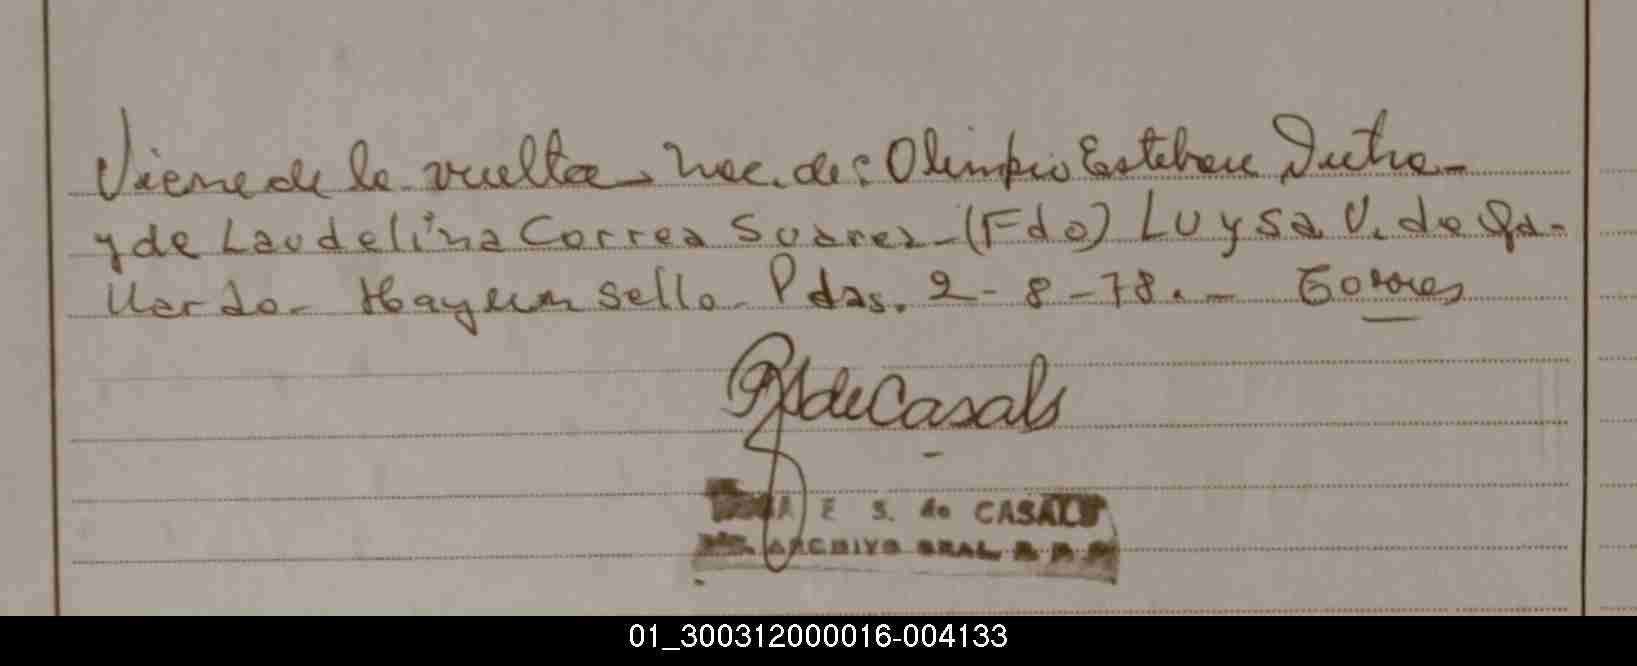 Viene de la vuelta. Nac. de: Olimpio Esteban Dutra-
y de Laudelina Correa Suarez-(Fdo) Luysa V. de Ga-
llardo- Hay un sello- Pdas. 2-8-78.- Torres
de Casals
A E S. de CASALS
ARCHIVO GRAL
01_300312000016-004133